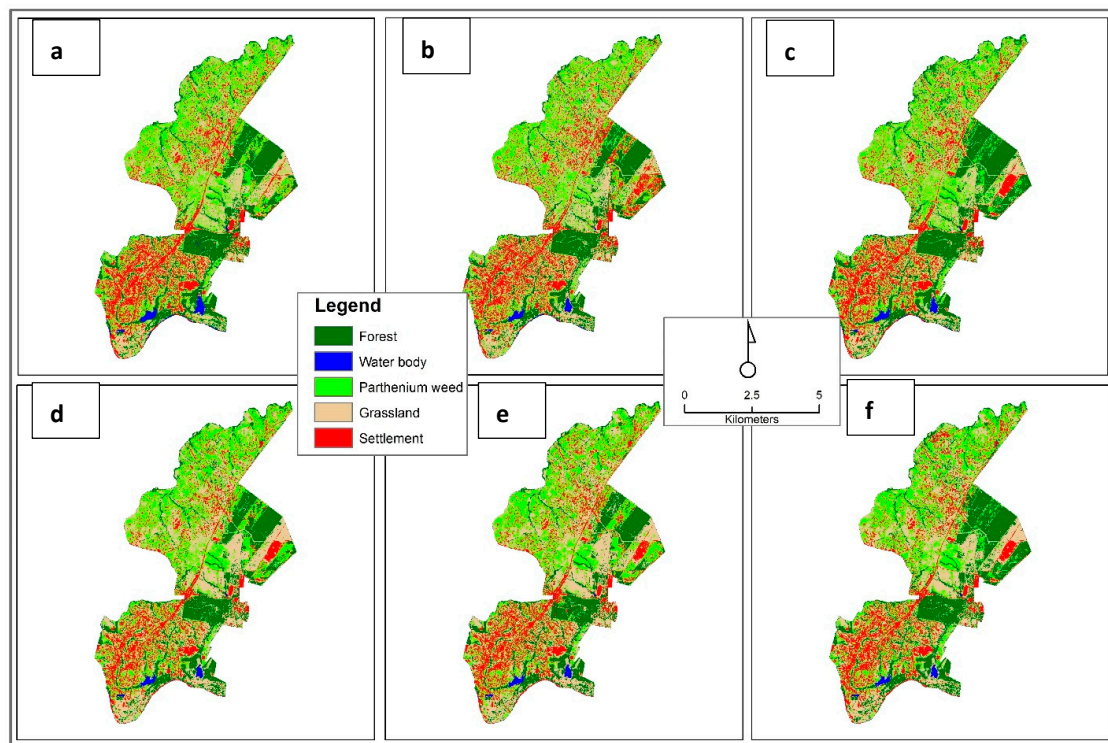 a
b
c
Legend
Forest
Water body
Parthenium weed
Grassland
Settlement
0 2.5 5
Kilometers
d
e
f